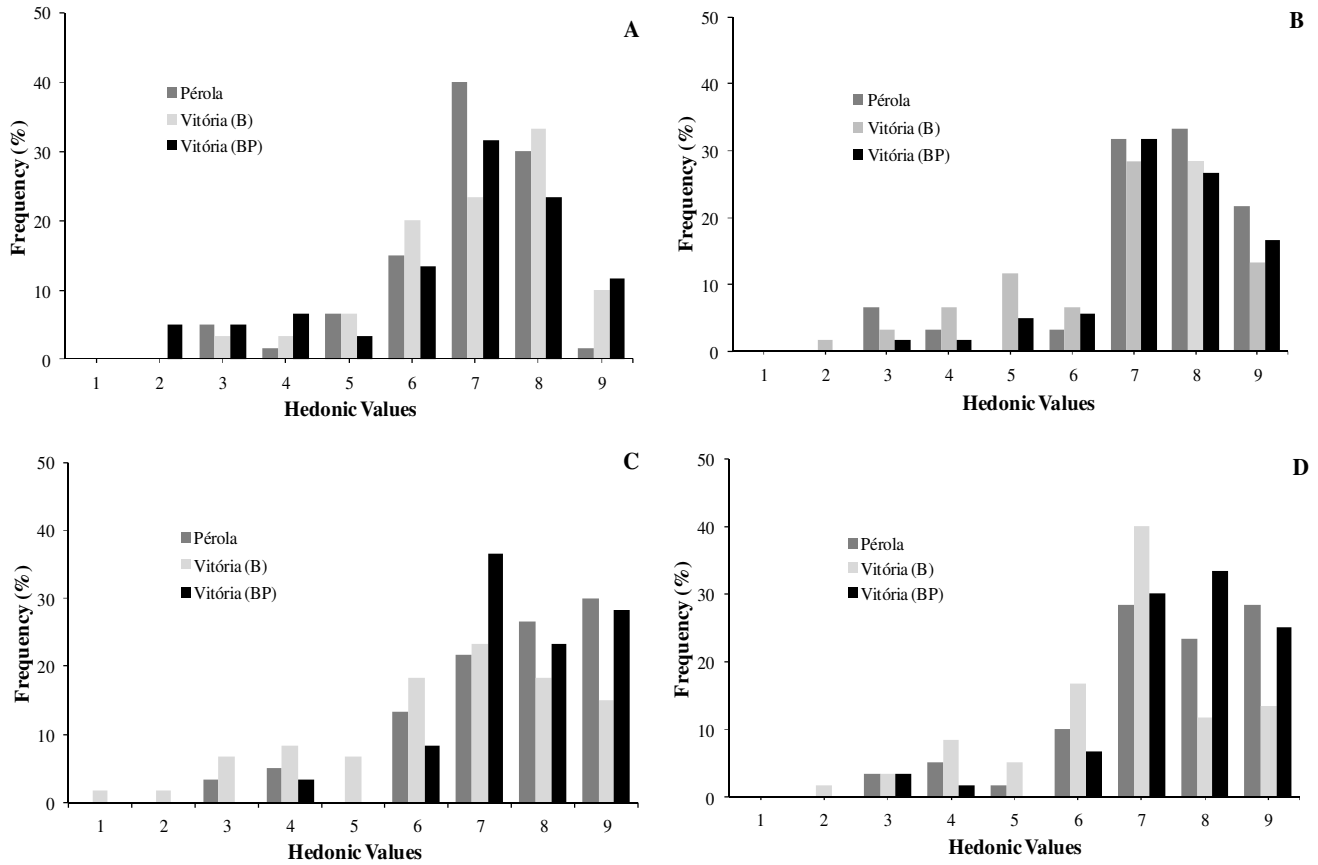 A
50
40
30
20
10
0
Frequency (%)
Pérola
Vitória (B)
Vitória (BP)
1 2 3 4 5 6 7 8 9
Hedonic Values
B
50
40
30
20
10
0
Frequency (%)
Pérola
Vitória (B)
Vitória (BP)
1 2 3 4 5 6 7 8 9
Hedonic Values
C
50
40
30
20
10
0
Frequency (%)
Pérola
Vitória (B)
Vitória (BP)
1 2 3 4 5 6 7 8 9
Hedonic Values
D
50
40
30
20
10
0
Frequency (%)
Pérola
Vitória (B)
Vitória (BP)
1 2 3 4 5 6 7 8 9
Hedonic Values